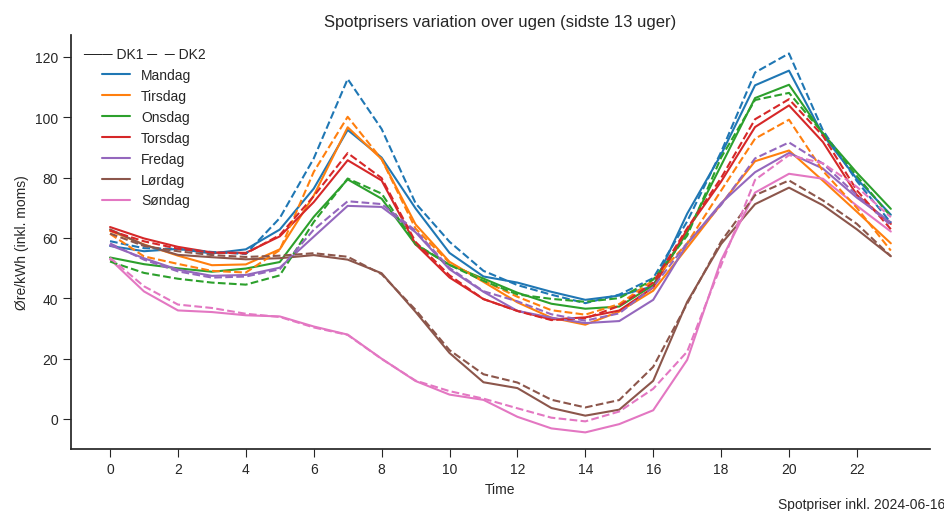 Spotprisers variation over ugen (sidste 13 uger)
DK1 DK2
Mandag
Tirsdag
Onsdag
Torsdag
Fredag
Lørdag
Søndag
Øre/kWh (inkl. moms)
120
100
80
60
40
20
0
0 2 4 6 8 10 12 14 16 18 20 22
Time
Spotpriser inkl. 2024-06-16